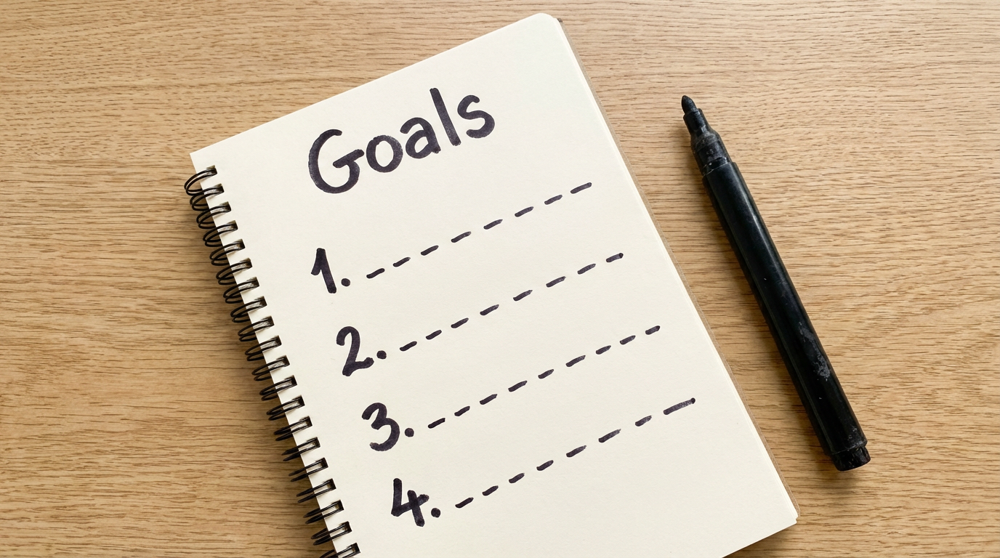 Goals
1. _ _ _ _ _ _ _ _
2. _ _ _ _ _ _ _ _
3. _ _ _ _ _ _ _ _ _
4. _ _ _ _ _ _ _ _